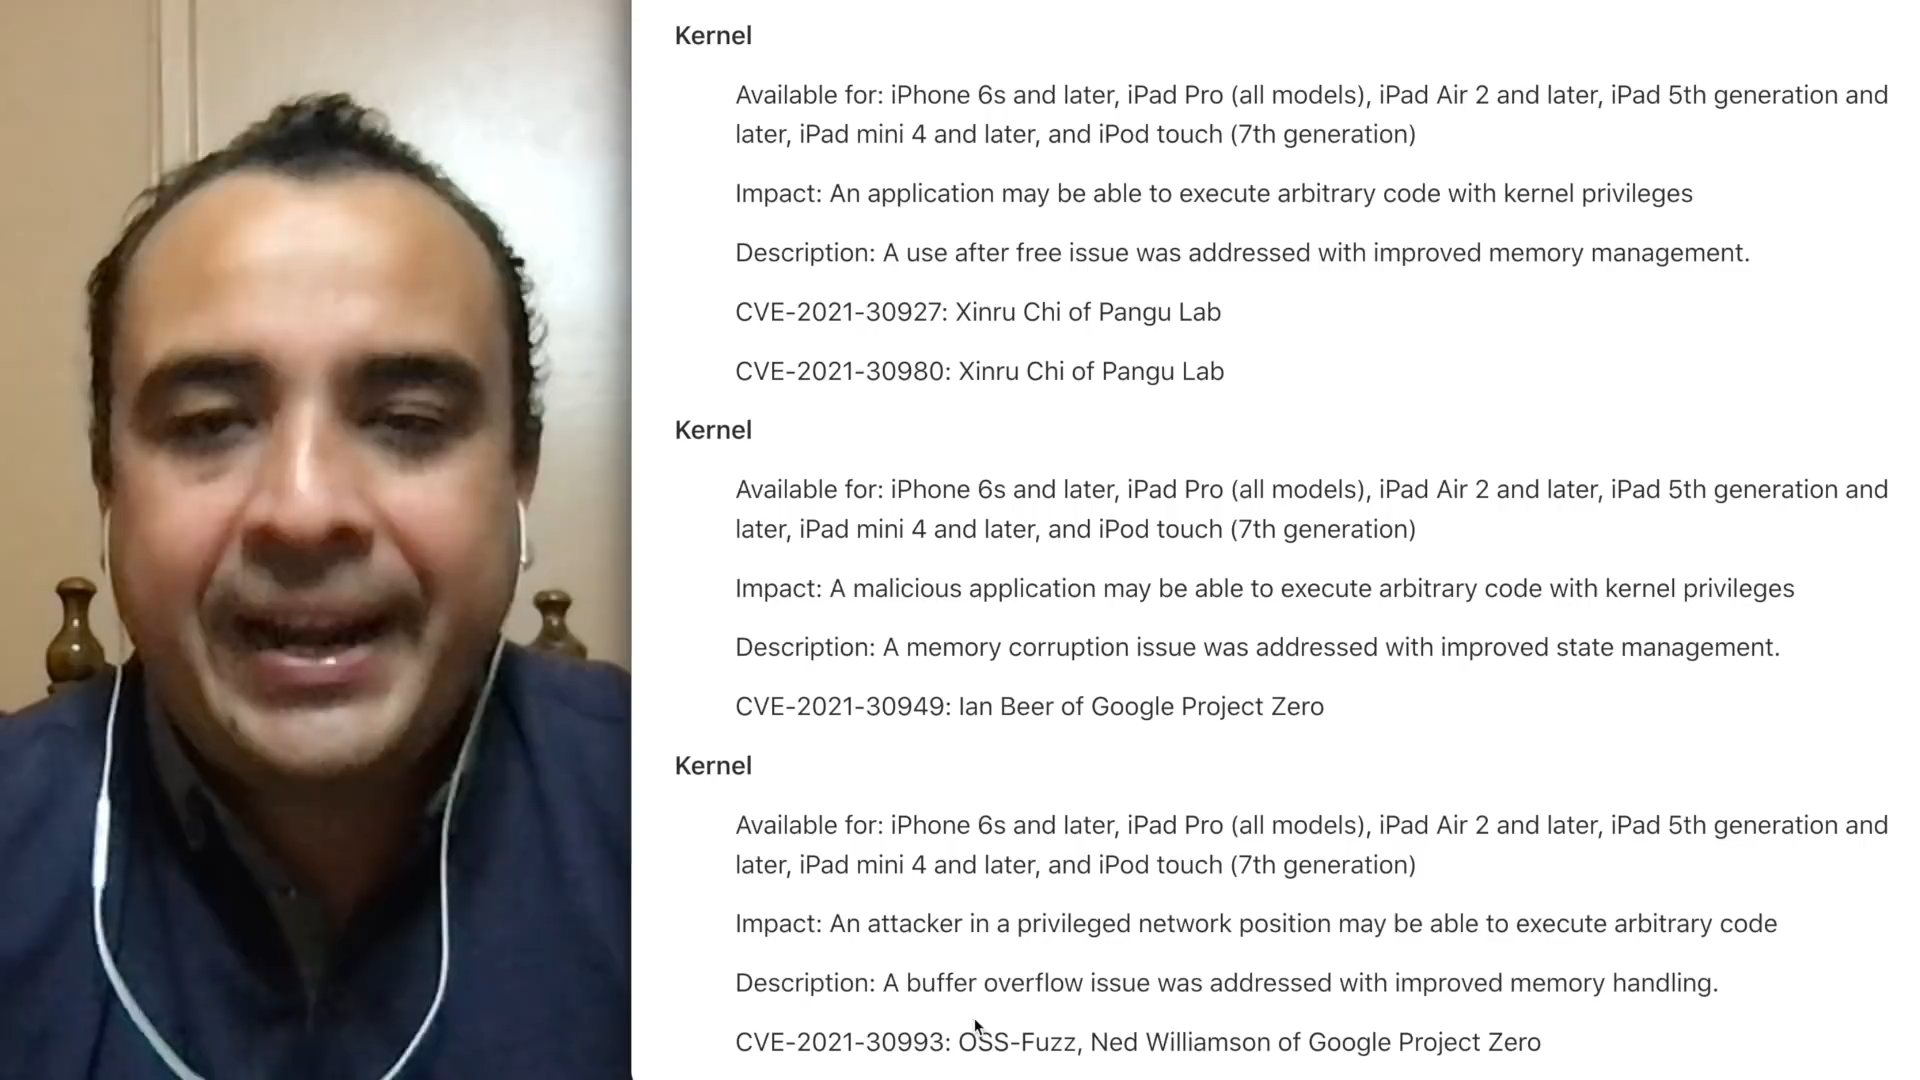 Kernel
Available for: iPhone 6s and later, iPad Pro (all models), iPad Air 2 and later, iPad 5th generation and
later, iPad mini 4 and later, and iPod touch (7th generation)
Impact: An application may be able to execute arbitrary code with kernel privileges
Description: A use after free issue was addressed with improved memory management.
CVE-2021-30927: Xinru Chi of Pangu Lab
CVE-2021-30980: Xinru Chi of Pangu Lab
Kernel
Available for: iPhone 6s and later, iPad Pro (all models), iPad Air 2 and later, iPad 5th generation and
later, iPad mini 4 and later, and iPod touch (7th generation)
Impact: A malicious application may be able to execute arbitrary code with kernel privileges
Description: A memory corruption issue was addressed with improved state management.
CVE-2021-30949: Ian Beer of Google Project Zero
Kernel
Available for: iPhone 6s and later, iPad Pro (all models), iPad Air 2 and later, iPad 5th generation and
later, iPad mini 4 and later, and iPod touch (7th generation)
Impact: An attacker in a privileged network position may be able to execute arbitrary code
Description: A buffer overflow issue was addressed with improved memory handling.
CVE-2021-30993: OSS-Fuzz, Ned Williamson of Google Project Zero